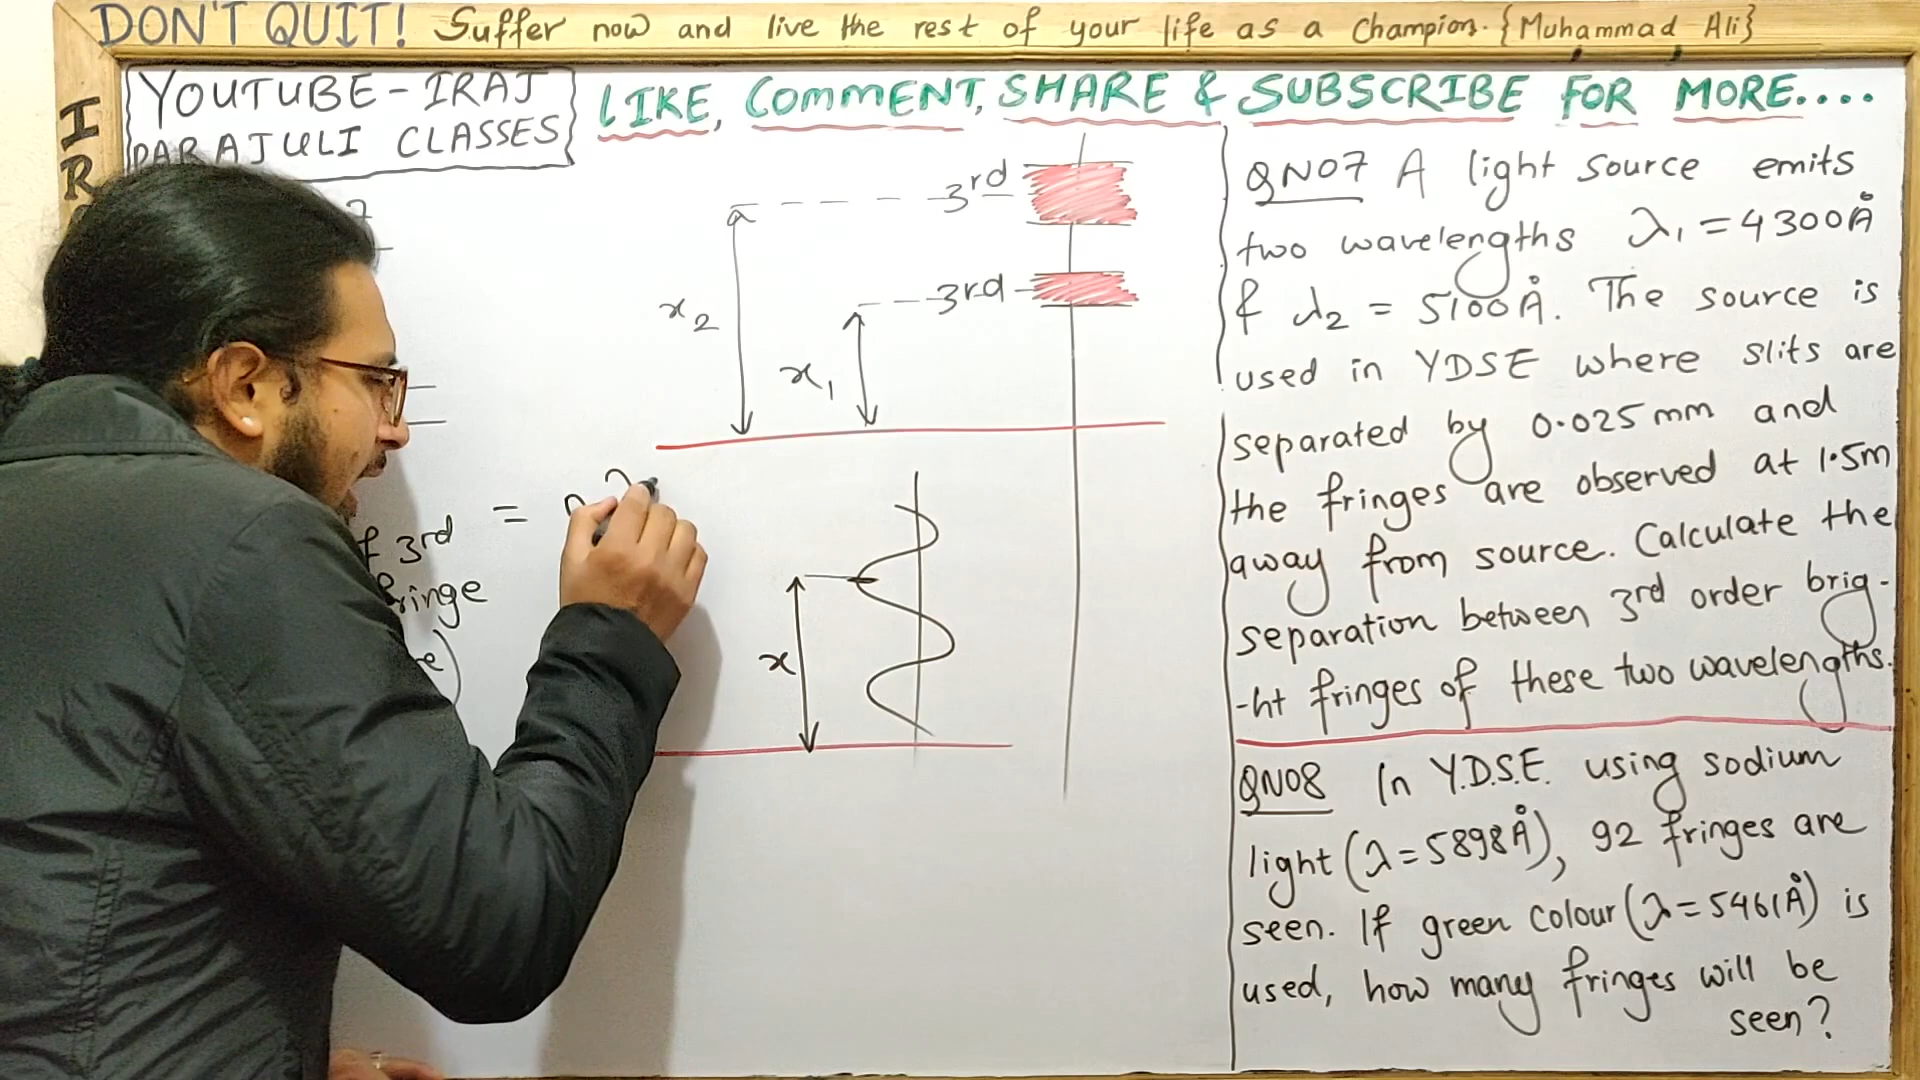 DON'T QUIT! Suffer now and live the rest of your life as a Champion. {Muhammad Ali}
I
R
YOUTUBE - IRAJ
PARAJULI CLASSES
LIKE, COMMENT, SHARE & SUBSCRIBE FOR MORE....
3rd
3rd
x2
x1
x
3rd = n λ
fringe
QN07 A light source emits
two wavelengths λ1 = 4300Å
& λ2 = 5100Å. The source is
used in YDSE where slits are
separated by 0.025 mm and
the fringes are observed at 1.5m
away from source. Calculate the
separation between 3rd order brig-
-ht fringes of these two wavelengths.
QN08 In Y.D.S.E. using sodium
light (λ=5898Å), 92 fringes are
seen. If green colour (λ=5461Å) is
used, how many fringes will be
seen?